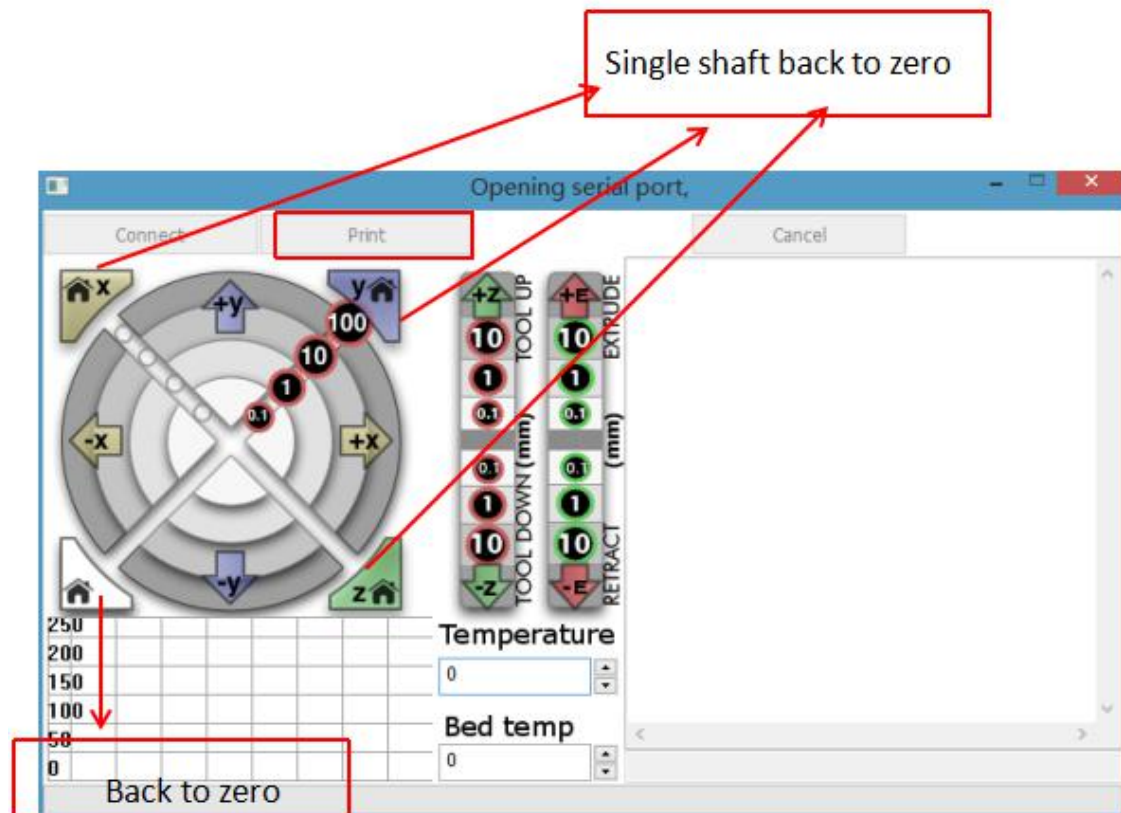 Single shaft back to zero
Opening serial port,
Connect
Print
Cancel
x
y
+y
100
10
1
0.1
-x
+x
-y
z
+Z
10
1
0.1
0.1
1
10
-Z
TOOL UP
(mm)
TOOL DOWN
+E
10
1
0.1
0.1
1
10
-E
EXTRUDE
(mm)
RETRACT
250
200
150
100
50
0
Temperature
0
Bed temp
0
Back to zero